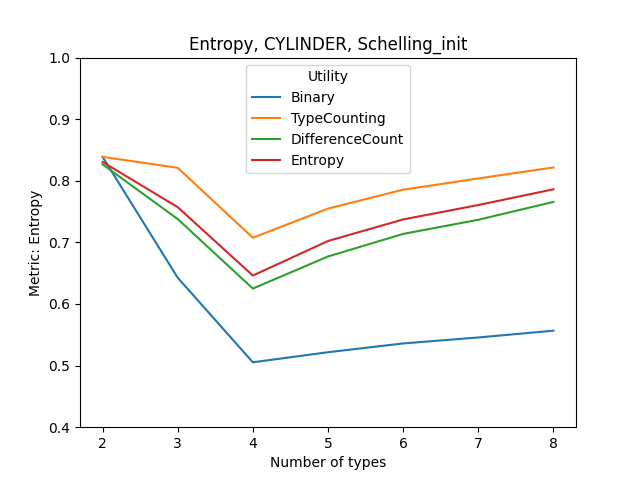 Entropy, CYLINDER, Schelling_init
Utility
Binary
TypeCounting
DifferenceCount
Entropy
Metric: Entropy
1.0
0.9
0.8
0.7
0.6
0.5
0.4
2 3 4 5 6 7 8
Number of types